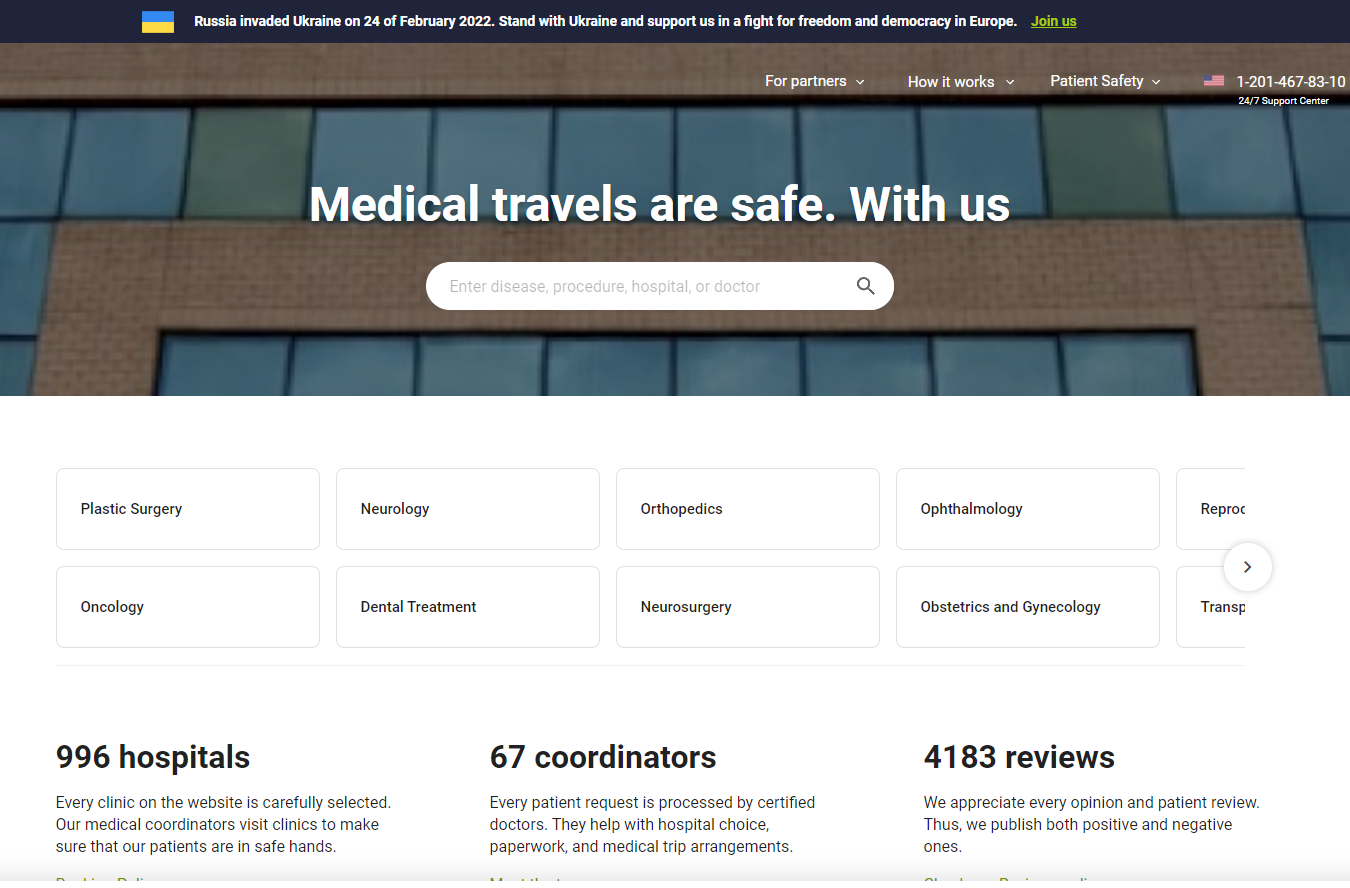 Russia invaded Ukraine on 24 of February 2022. Stand with Ukraine and support us in a fight for freedom and democracy in Europe. Join us
For partners How it works Patient Safety 1-201-467-83-10
24/7 Support Center
Medical travels are safe. With us
Enter disease, procedure, hospital, or doctor
Plastic Surgery Neurology Orthopedics Ophthalmology
Oncology Dental Treatment Neurosurgery Obstetrics and Gynecology
996 hospitals
Every clinic on the website is carefully selected.
Our medical coordinators visit clinics to make
sure that our patients are in safe hands.
67 coordinators
Every patient request is processed by certified
doctors. They help with hospital choice,
paperwork, and medical trip arrangements.
4183 reviews
We appreciate every opinion and patient review.
Thus, we publish both positive and negative
ones.